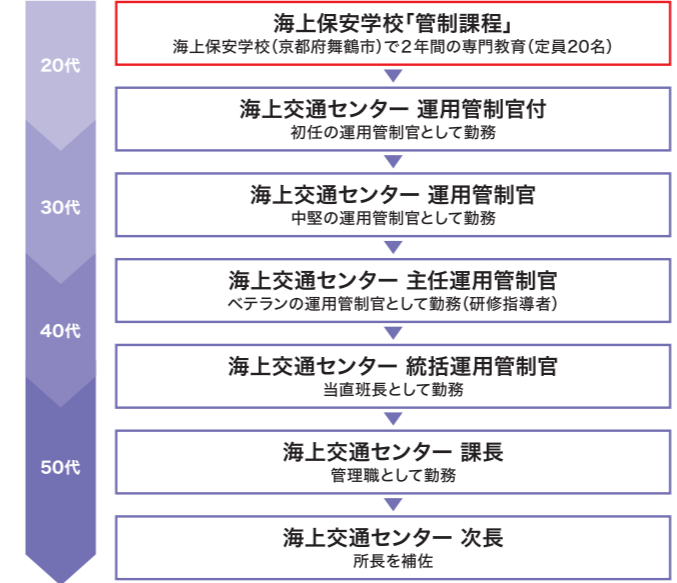 海上保安学校「管制課程」
海上保安学校(京都府舞鶴市)で2年間の専門教育(定員20名)
20代
海上交通センター 運用管制官付
初任の運用管制官として勤務
30代
海上交通センター 運用管制官
中堅の運用管制官として勤務
海上交通センター 主任運用管制官
ベテランの運用管制官として勤務(研修指導者)
40代
海上交通センター 統括運用管制官
当直班長として勤務
50代
海上交通センター 課長
管理職として勤務
海上交通センター 次長
所長を補佐